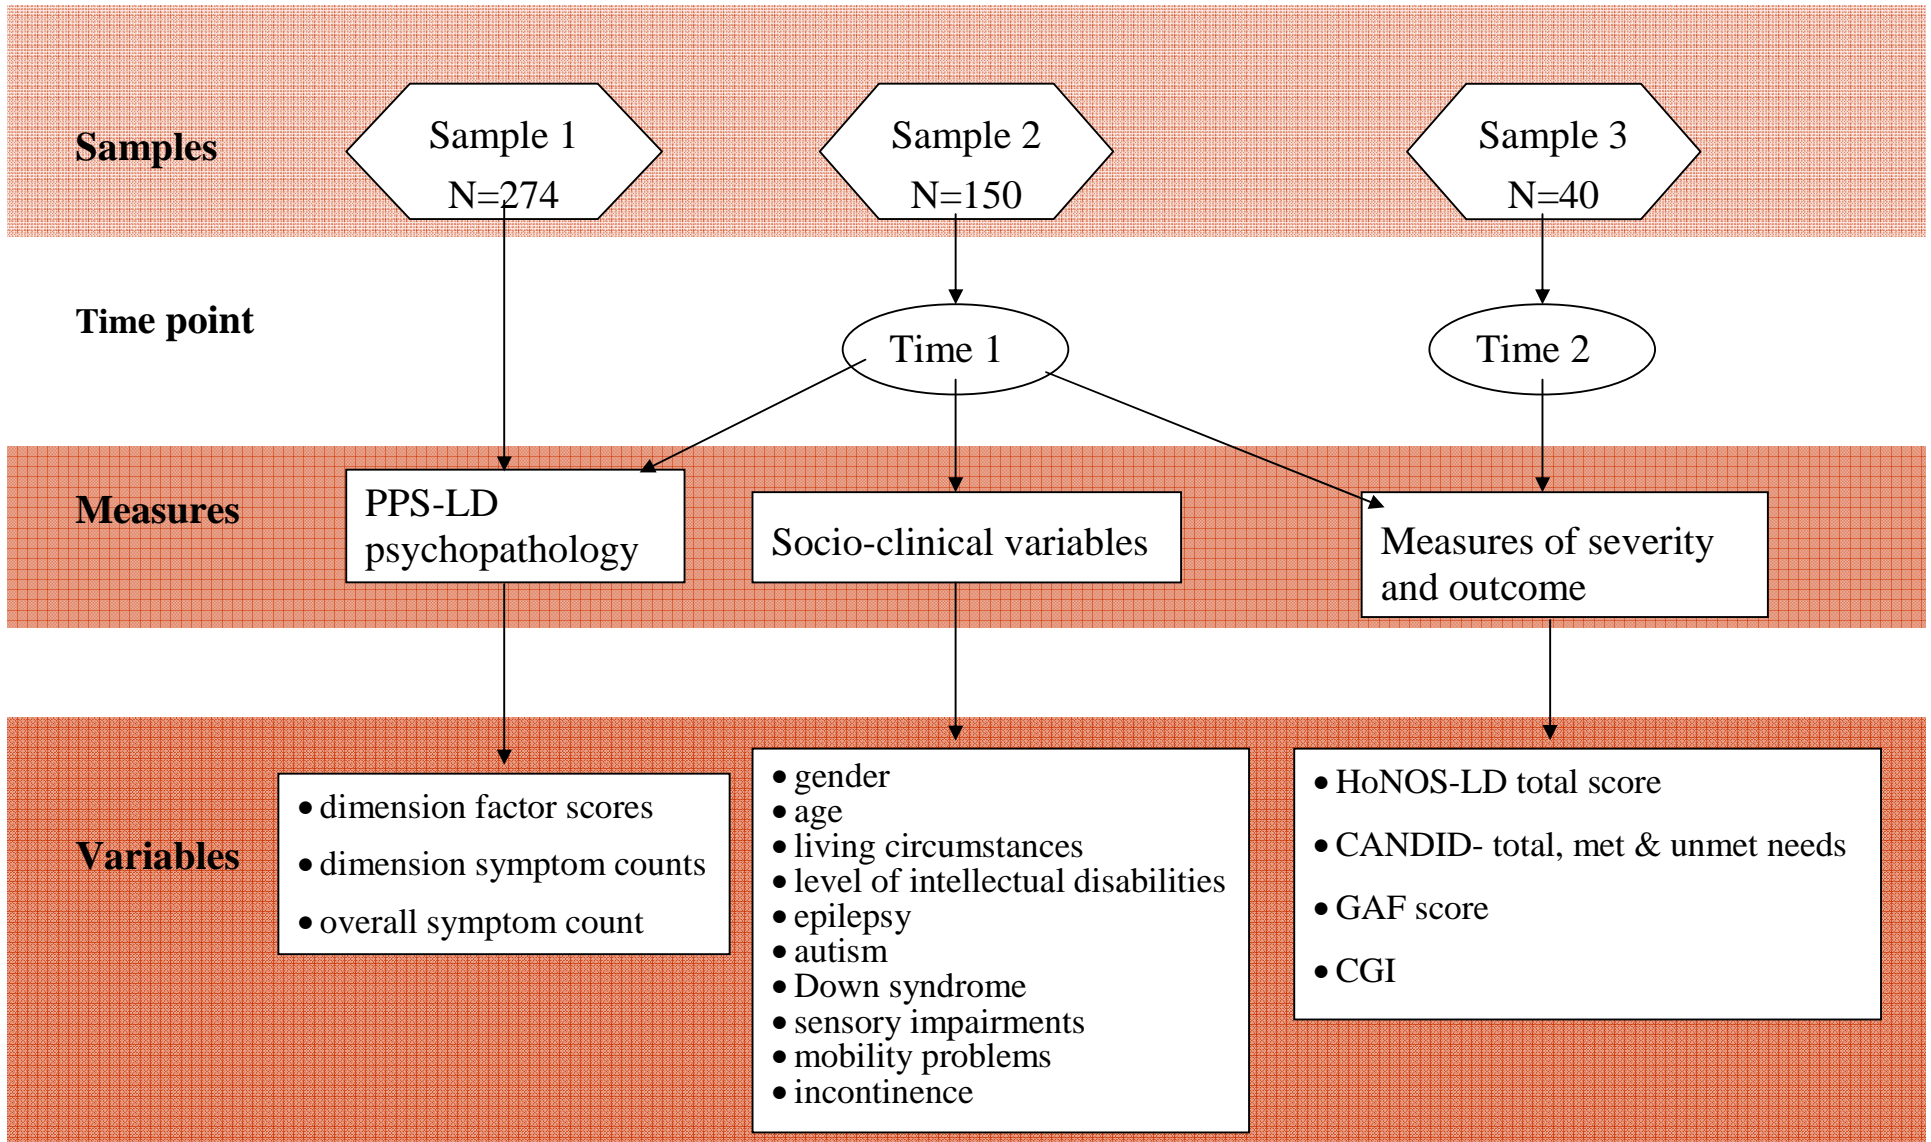 Samples
Sample 1
N=274
Sample 2
N=150
Sample 3
N=40
Time point
Time 1
Time 2
Measures
PPS-LD
psychopathology
Socio-clinical variables
Measures of severity
and outcome
Variables
• dimension factor scores
• dimension symptom counts
• overall symptom count
• gender
• age
• living circumstances
• level of intellectual disabilities
• epilepsy
• autism
• Down syndrome
• sensory impairments
• mobility problems
• incontinence
• HoNOS-LD total score
• CANDID- total, met & unmet needs
• GAF score
• CGI